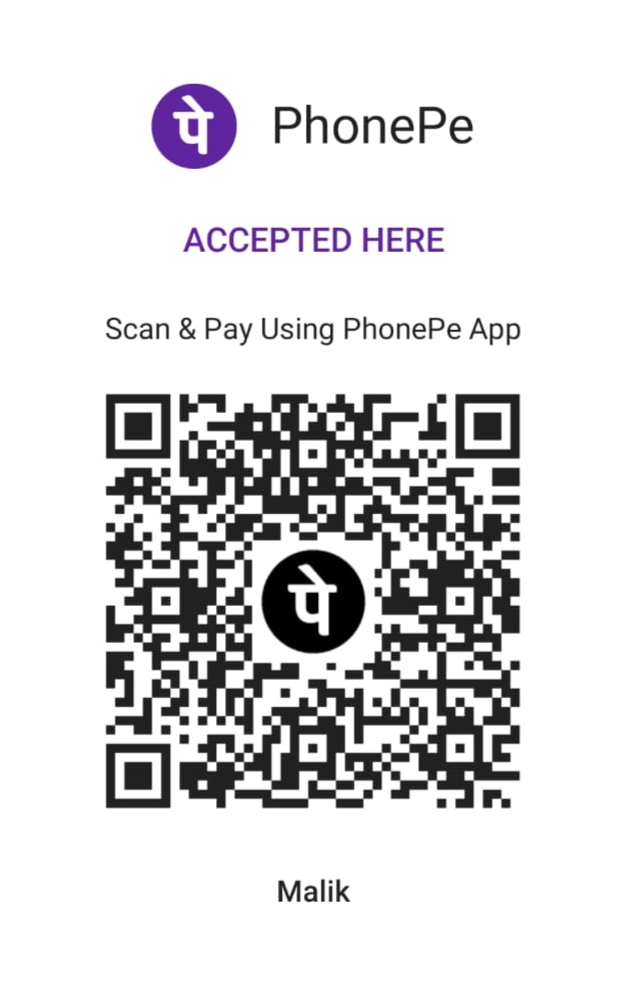 पे PhonePe
ACCEPTED HERE
Scan & Pay Using PhonePe App
पे
Malik